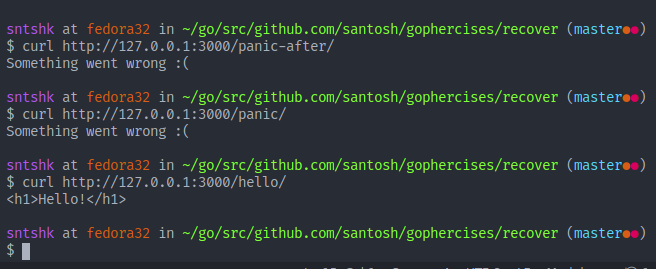 sntshk at fedora32 in ~/go/src/github.com/santosh/gophercises/recover (master●●)
$ curl http://127.0.0.1:3000/panic-after/
Something went wrong :(
sntshk at fedora32 in ~/go/src/github.com/santosh/gophercises/recover (master●●)
$ curl http://127.0.0.1:3000/panic/
Something went wrong :(
sntshk at fedora32 in ~/go/src/github.com/santosh/gophercises/recover (master●●)
$ curl http://127.0.0.1:3000/hello/
<h1>Hello!</h1>
sntshk at fedora32 in ~/go/src/github.com/santosh/gophercises/recover (master●●)
$